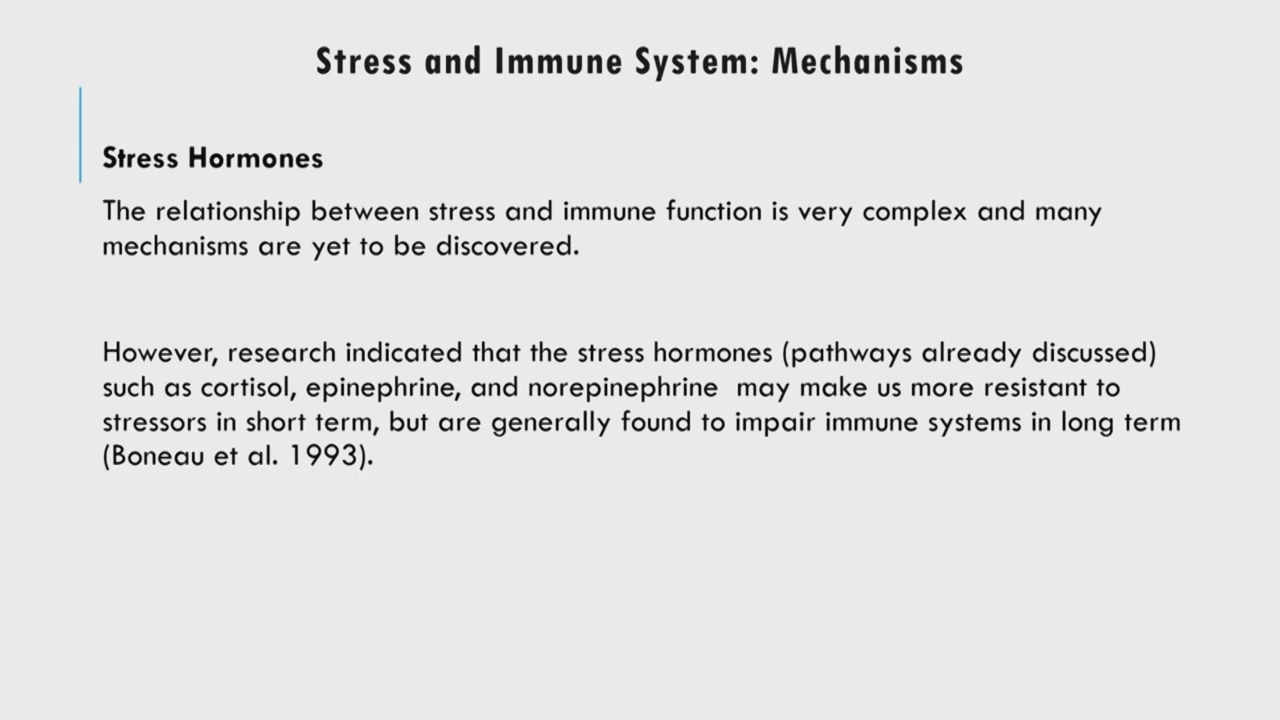 Stress and Immune System: Mechanisms
Stress Hormones
The relationship between stress and immune function is very complex and many
mechanisms are yet to be discovered.
However, research indicated that the stress hormones (pathways already discussed)
such as cortisol, epinephrine, and norepinephrine  may make us more resistant to
stressors in short term, but are generally found to impair immune systems in long term
(Boneau et al. 1993).